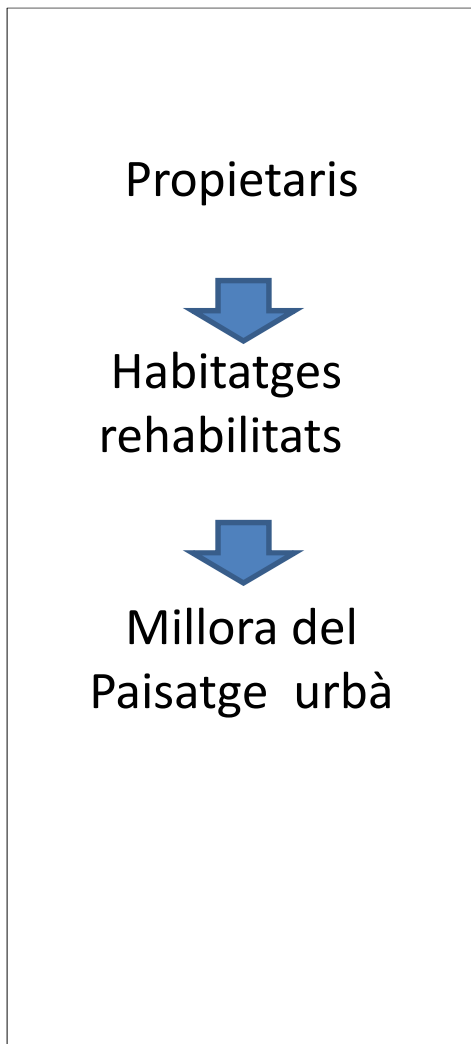 Propietaris
Habitatges
rehabilitats
Millora del
Paisatge urbà